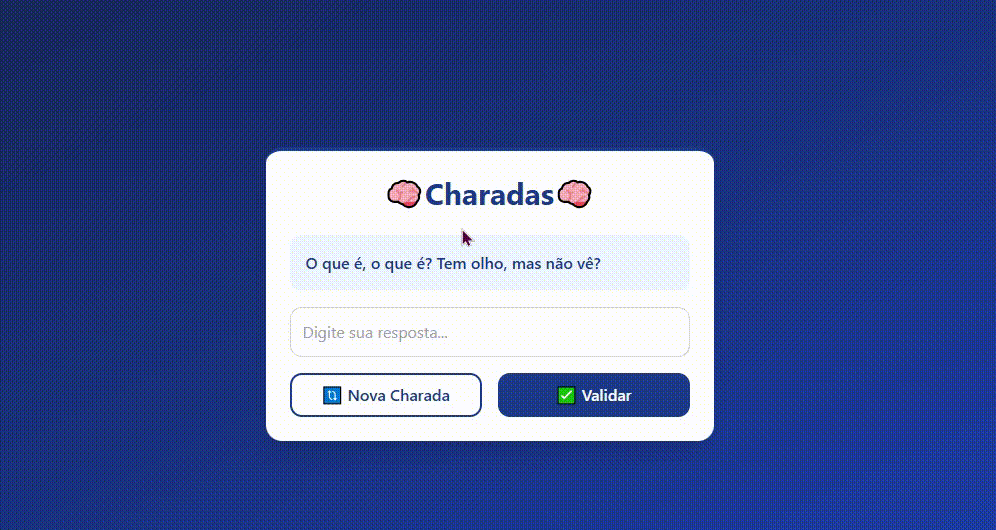 🧠Charadas🧠
O que é, o que é? Tem olho, mas não vê?
Digite sua resposta...
🔃 Nova Charada
✅ Validar